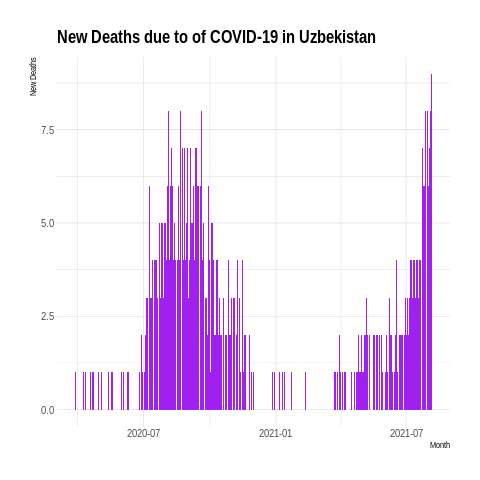 New Deaths due to of COVID-19 in Uzbekistan
New Deaths
7.5
5.0
2.5
0.0
2020-07 2021-01 2021-07
Month